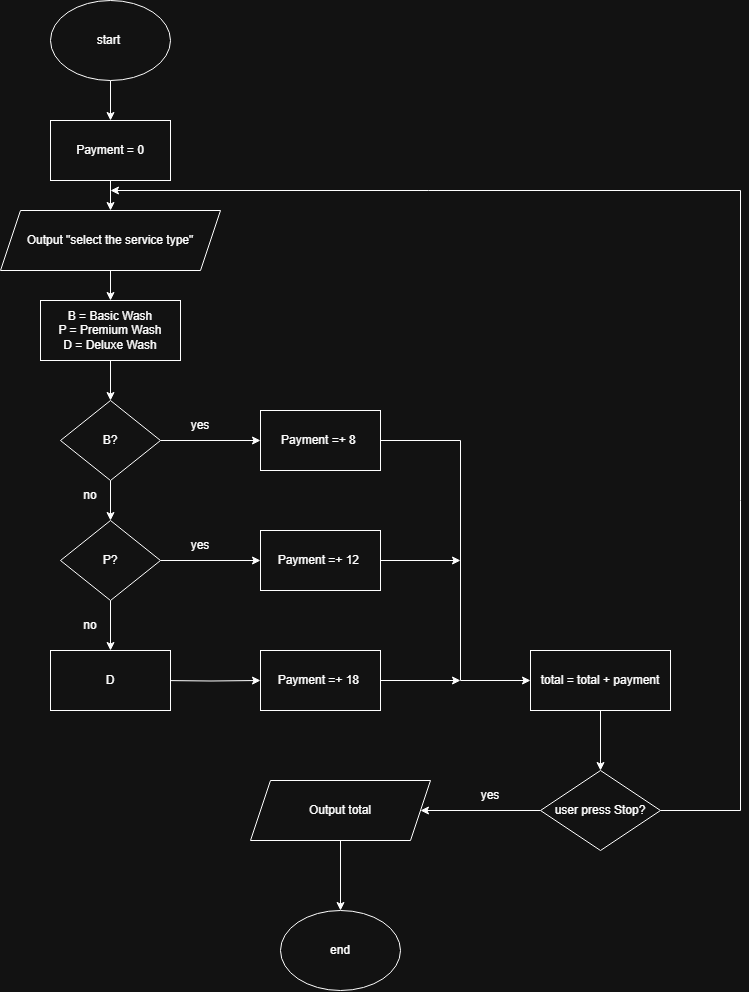 start
Payment = 0
Output "select the service type"
B = Basic Wash
P = Premium Wash
D = Deluxe Wash
B?
yes
Payment =+ 8
no
P?
yes
Payment =+ 12
no
D
Payment =+ 18
total = total + payment
user press Stop?
yes
Output total
end